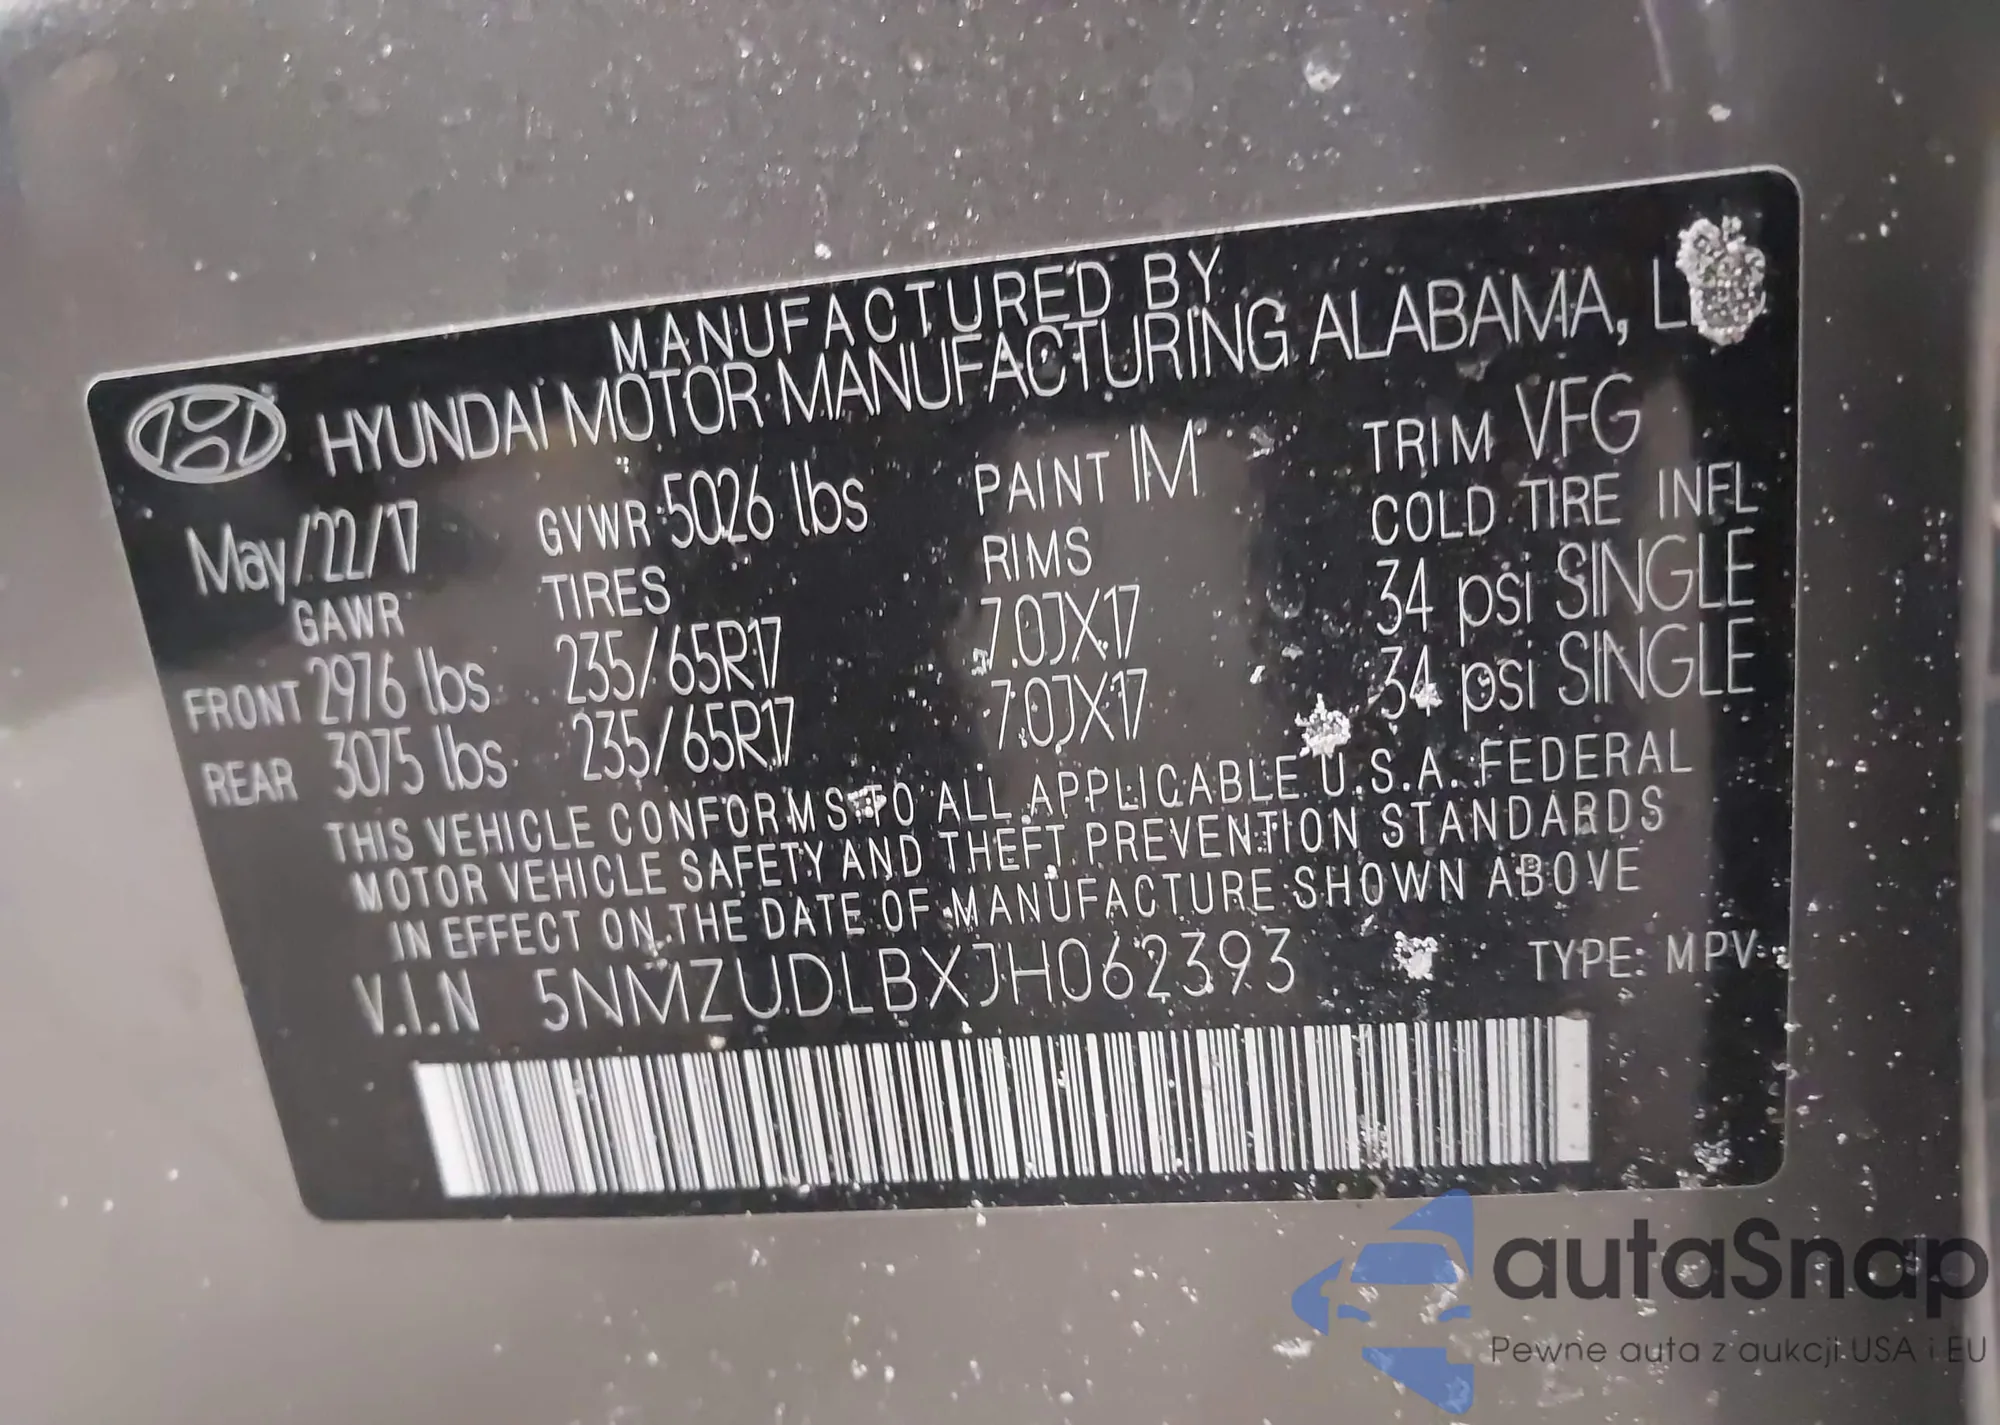 MANUFACTURED BY
HYUNDAI MOTOR MANUFACTURING ALABAMA,
May/22/17 GVWR 5026 lbs PAINT IM TRIM VFG
GAWR TIRES RIMS COLD TIRE INFL
FRONT 2976 lbs 235/65R17 7.0JX17 34 psi SINGLE
REAR 3075 lbs 235/65R17 7.0JX17 34 psi SINGLE
THIS VEHICLE CONFORMS TO ALL APPLICABLE U.S.A. FEDERAL
MOTOR VEHICLE SAFETY AND THEFT PREVENTION STANDARDS
IN EFFECT ON THE DATE OF MANUFACTURE SHOWN ABOVE
V.I.N 5NMZUDLBXJH062393 TYPE: MPV
autaSnap
Pewne auta z aukcji USA i EU